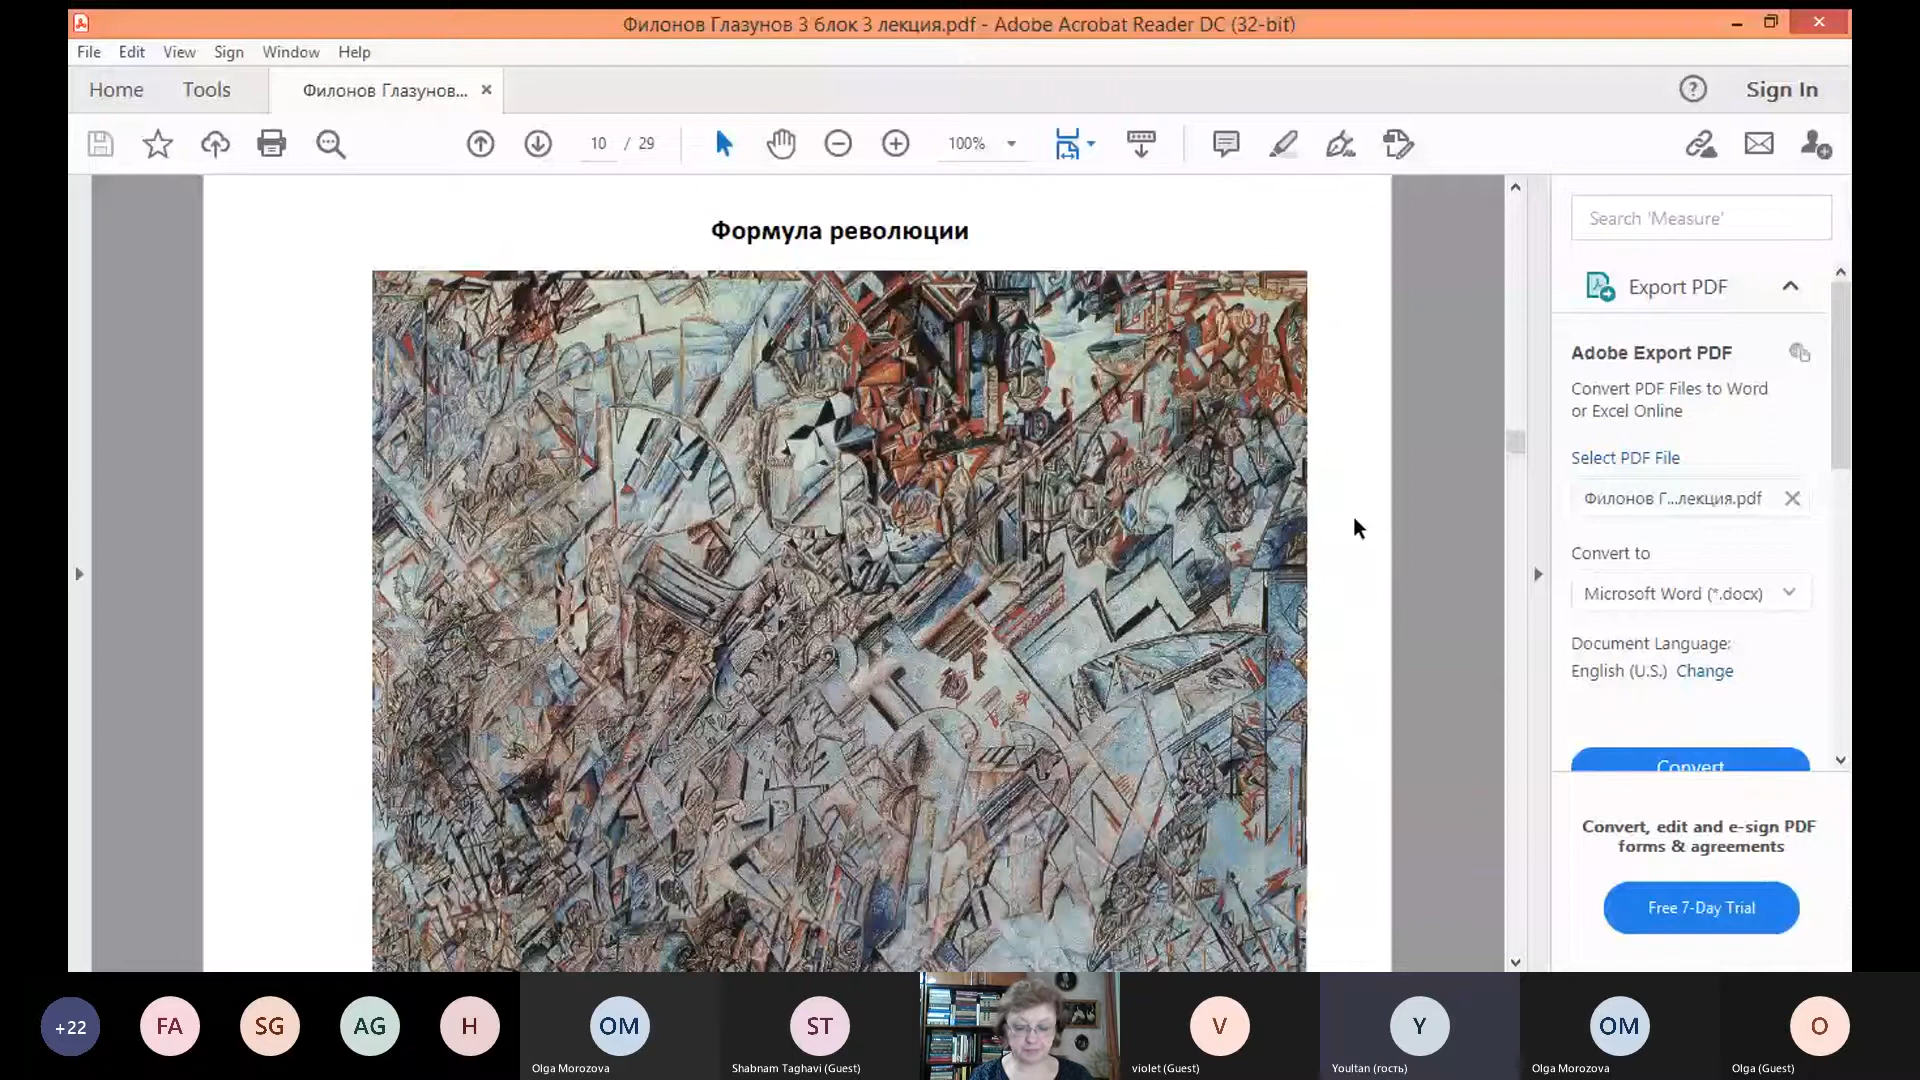 Филонов Глазунов 3 блок 3 лекция.pdf - Adobe Acrobat Reader DC (32-bit)
File Edit View Sign Window Help
Home Tools Филонов Глазунов... Sign In
10 / 29 100%
Формула революции
Search 'Measure'
Export PDF
Adobe Export PDF
Convert PDF Files to Word
or Excel Online
Select PDF File
Филонов Г...лекция.pdf
Convert to
Microsoft Word (*.docx)
Document Language:
English (U.S.) Change
Convert
Convert, edit and e-sign PDF
forms & agreements
Free 7-Day Trial
+22 FA SG AG H OM ST V Y OM O
Olga Morozova Shabnam Taghavi (Guest) violet (Guest) Youltan (гость) Olga Morozova Olga (Guest)